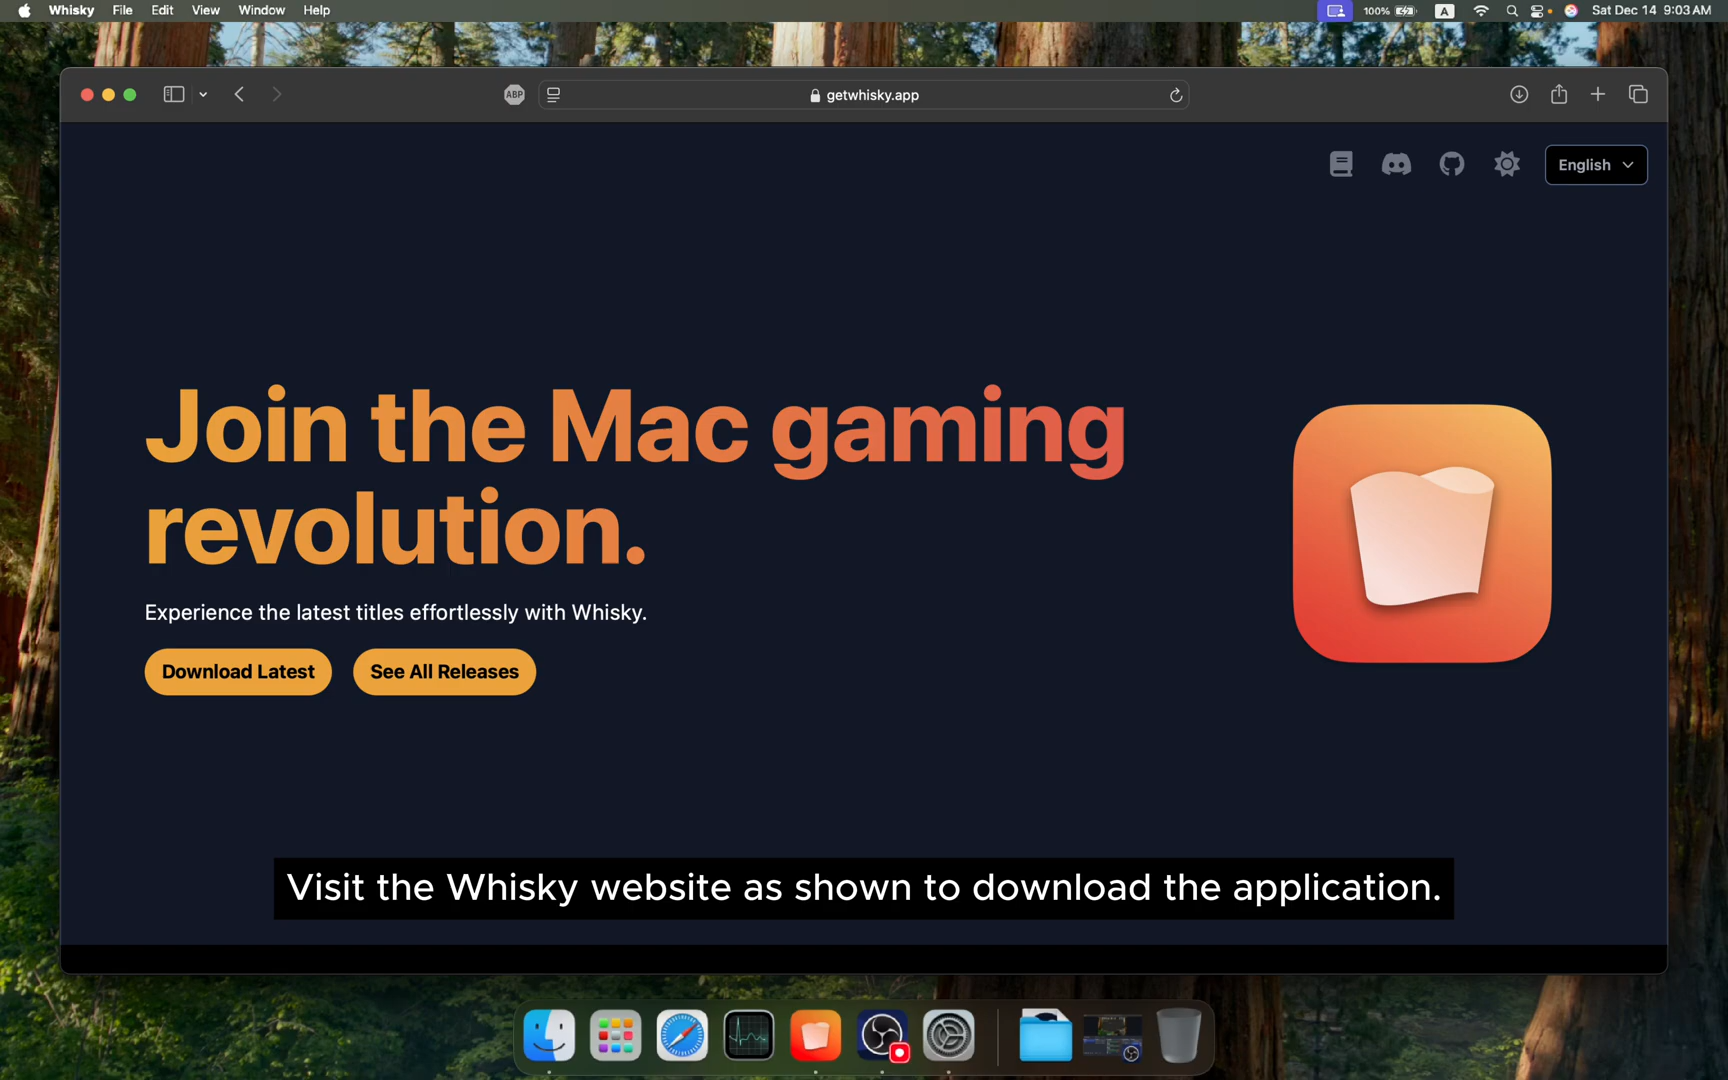 Whisky File Edit View Window Help 100% A Sat Dec 14 9:03 AM
ABP getwhisky.app
English
Join the Mac gaming
revolution.
Experience the latest titles effortlessly with Whisky.
Download Latest See All Releases
Visit the Whisky website as shown to download the application.